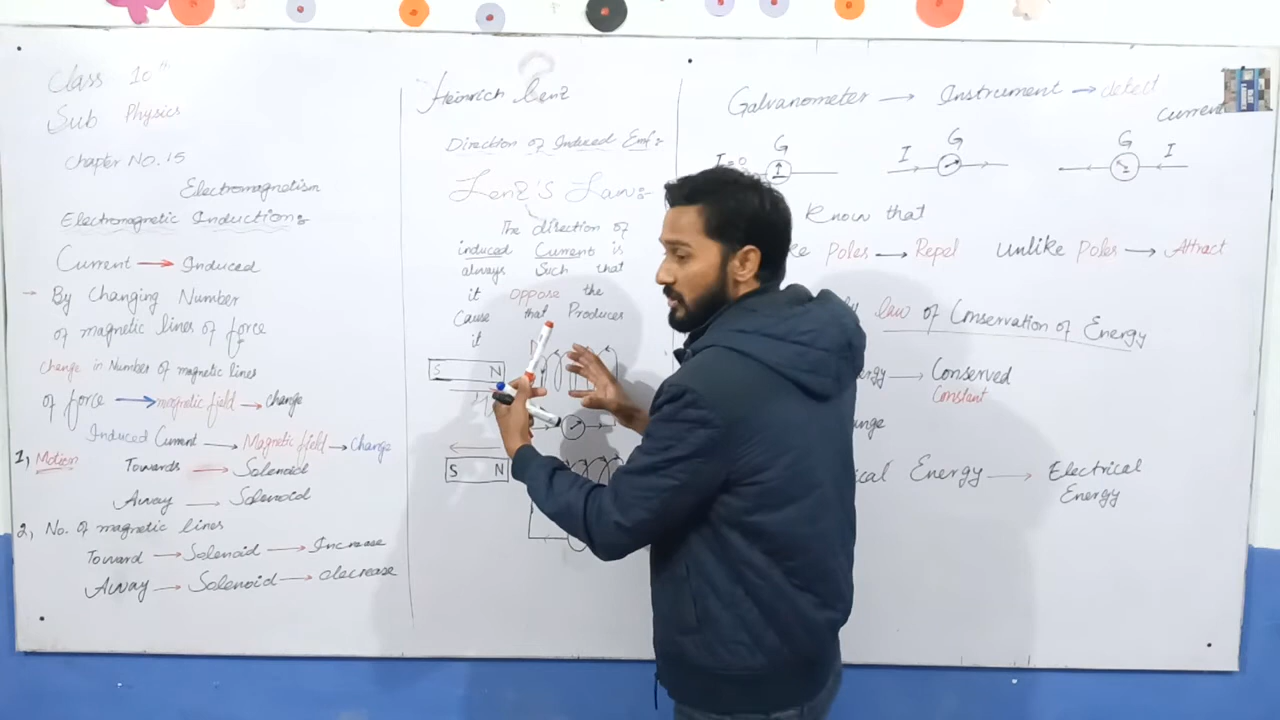 Class 10th
Sub Physics
Chapter No. 15
Electromagnetism
Electromagnetic Induction:
Current → Induced
→ By Changing Number
of magnetic lines of force
change in Number of magnetic lines
of force → magnetic field → change
Induced Current → Magnetic field → Change
1, Motion Towards → Solenoid
Away → Solenoid
2, No. of magnetic lines
Toward → Solenoid → Increase
Away → Solenoid → decrease
Heinrich Lenz
Direction of Induced Emf:
Lenz's Law:
The direction of
induced Current is
always Such that
it oppose the
Cause that Produces
it
S N
S N
Galvanometer → Instrument → detect
Current
I=0 G
I G
G I
Know that
Poles → Repel Unlike Poles → Attract
law of Conservation of Energy
→ Conserved
Constant
Energy → Electrical
Energy